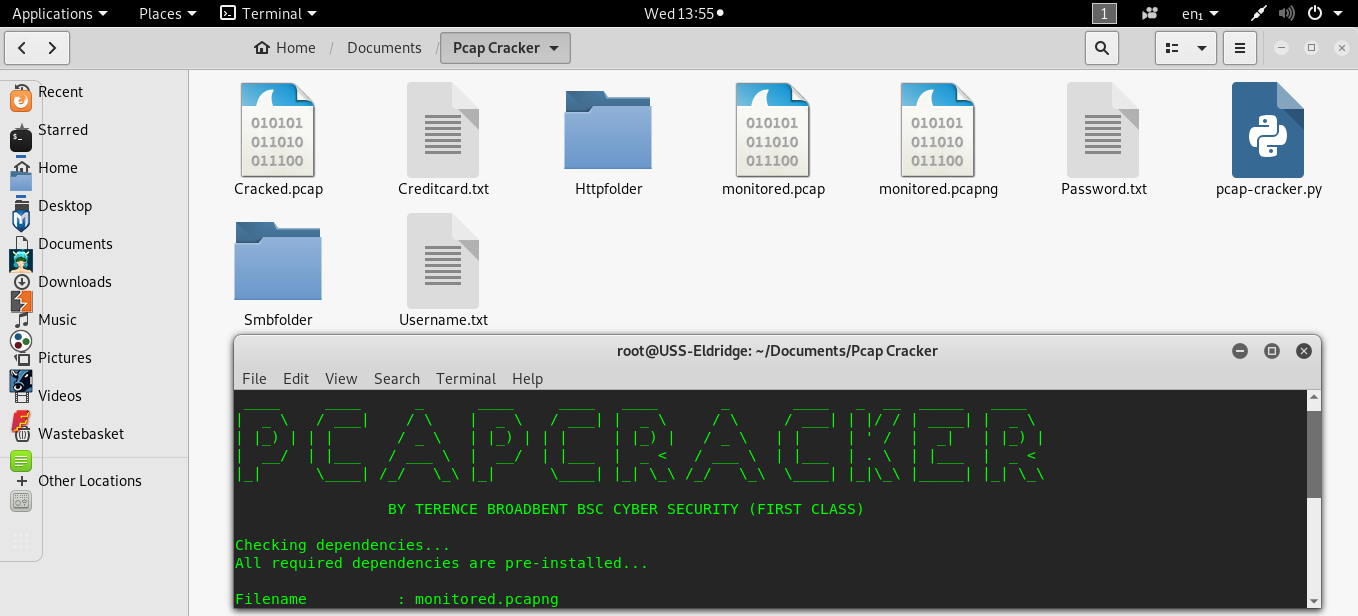 Applications Places Terminal Wed 13:55 1 en₁
Home / Documents / Pcap Cracker
Recent
Starred
Home
Desktop
Documents
Downloads
Music
Pictures
Videos
Wastebasket
Other Locations
010101 010101 010101
011010 011010 011010
011100 011100 011100
Cracked.pcap Creditcard.txt Httpfolder monitored.pcap monitored.pcapng Password.txt pcap-cracker.py
Smbfolder Username.txt
root@USS-Eldridge: ~/Documents/Pcap Cracker
File Edit View Search Terminal Help
PCAPCRACKER
BY TERENCE BROADBENT BSC CYBER SECURITY (FIRST CLASS)
Checking dependencies...
All required dependencies are pre-installed...
Filename : monitored.pcapng